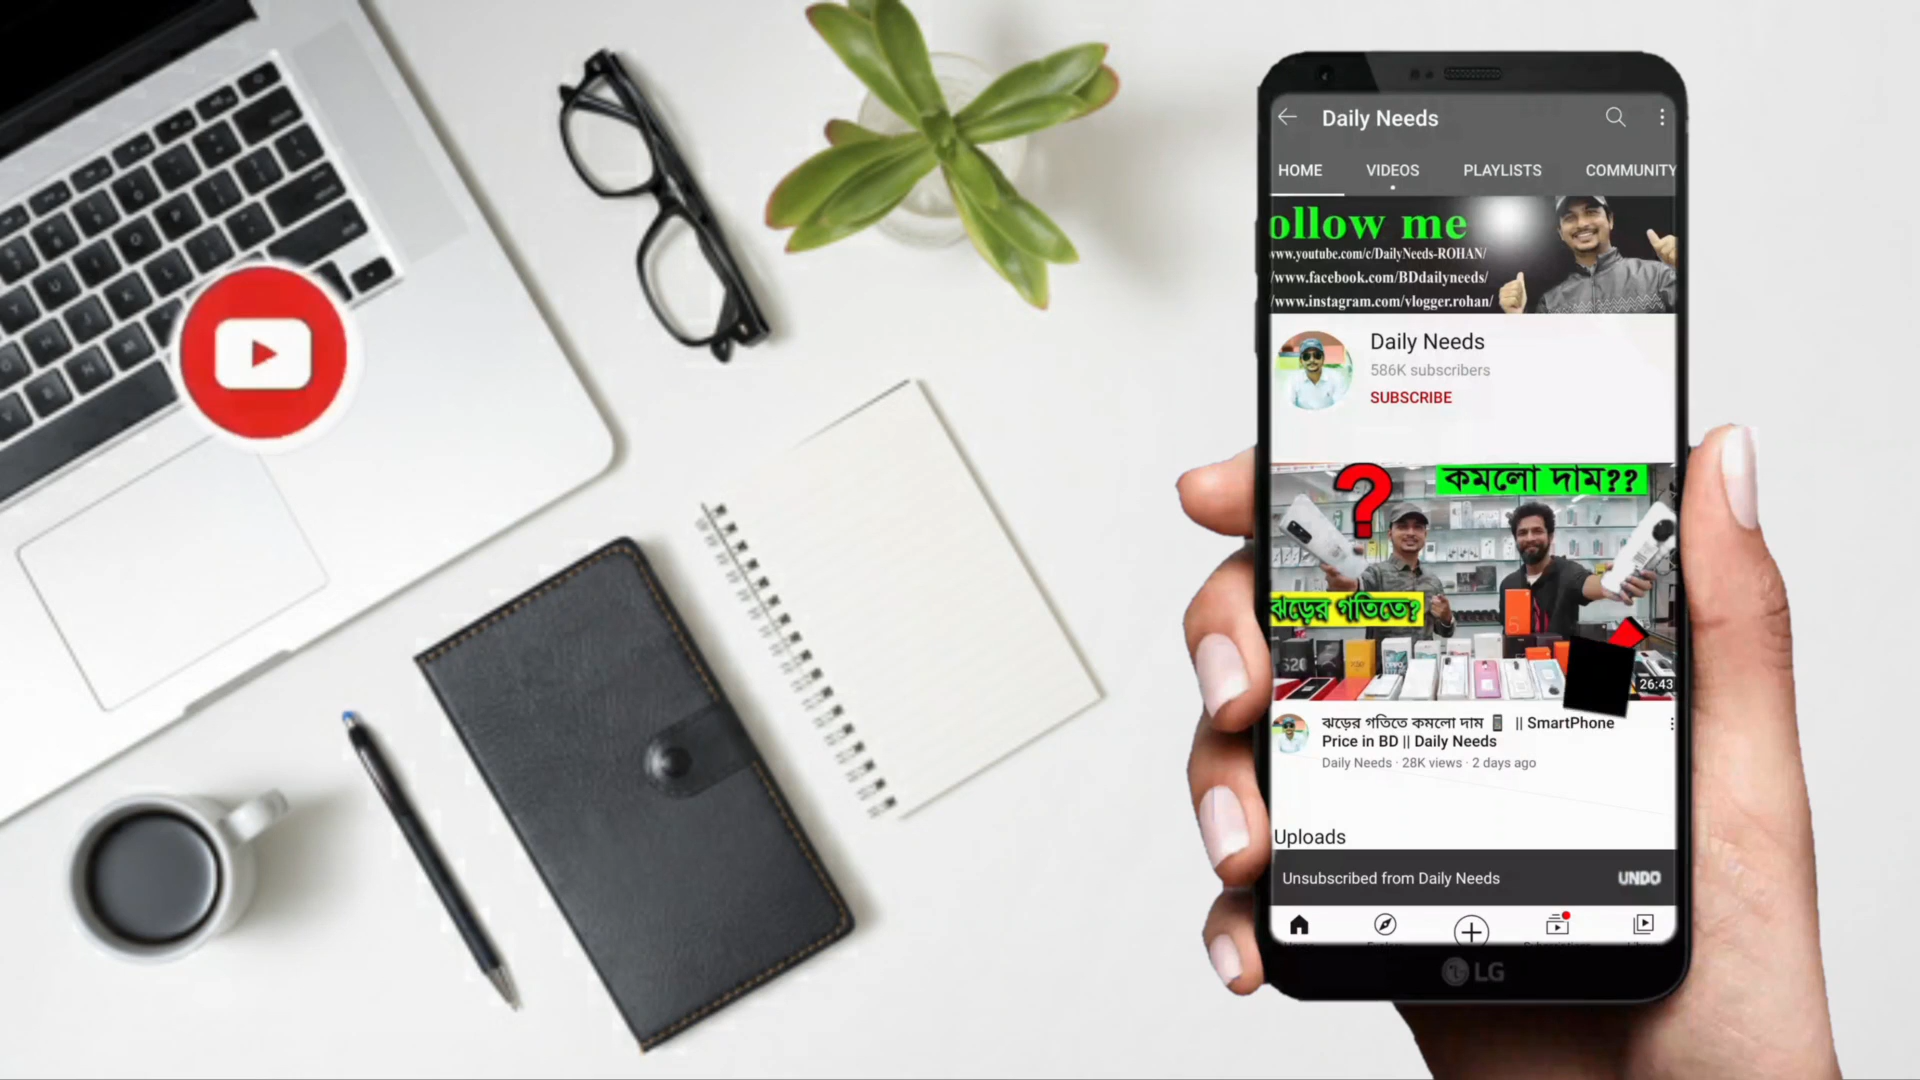 Daily Needs
HOME VIDEOS PLAYLISTS COMMUNITY
ollow me
www.youtube.com/c/DailyNeeds-ROHAN/
/www.facebook.com/BDdailyneeds/
/www.instagram.com/vlogger.rohan/
Daily Needs
586K subscribers
SUBSCRIBE
কমলো দাম??
?
ঝড়ের গতিতে?
26:43
ঝড়ের গতিতে কমলো দাম || SmartPhone
Price in BD || Daily Needs
Daily Needs · 28K views · 2 days ago
Uploads
Unsubscribed from Daily Needs UNDO
LG